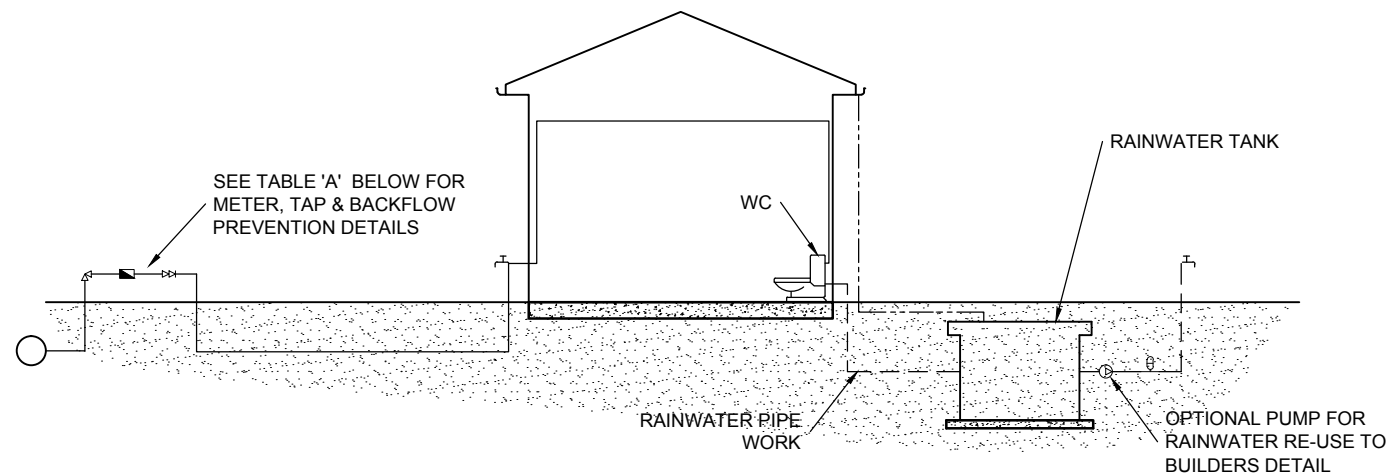 SEE TABLE 'A' BELOW FOR
METER, TAP & BACKFLOW
PREVENTION DETAILS
WC
RAINWATER TANK
RAINWATER PIPE
WORK
OPTIONAL PUMP FOR
RAINWATER RE-USE TO
BUILDERS DETAIL